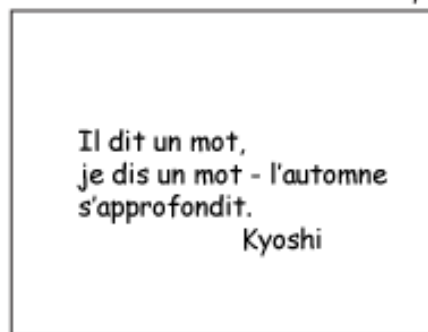 Il dit un mot,
je dis un mot - l'automne
s'approfondit.
Kyoshi